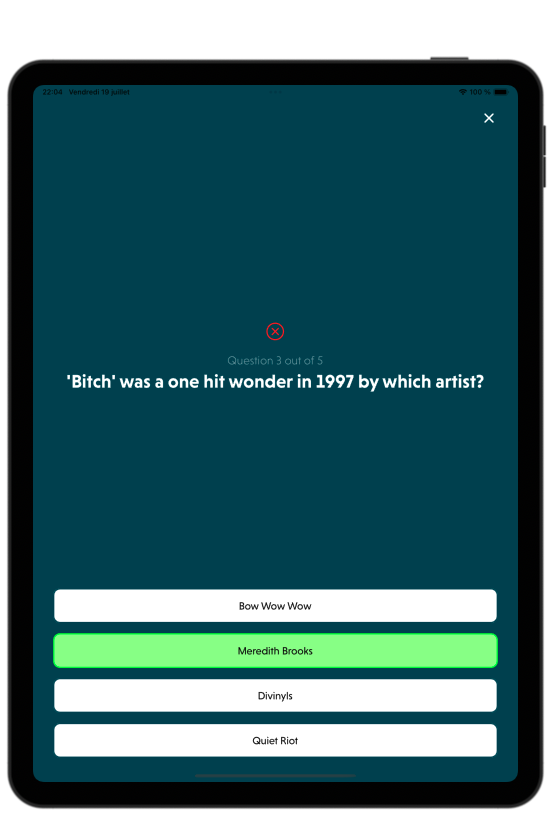 22:04 Vendredi 19 juillet
100 %
Question 3 out of 5
'Bitch' was a one hit wonder in 1997 by which artist?
Bow Wow Wow
Meredith Brooks
Divinyls
Quiet Riot